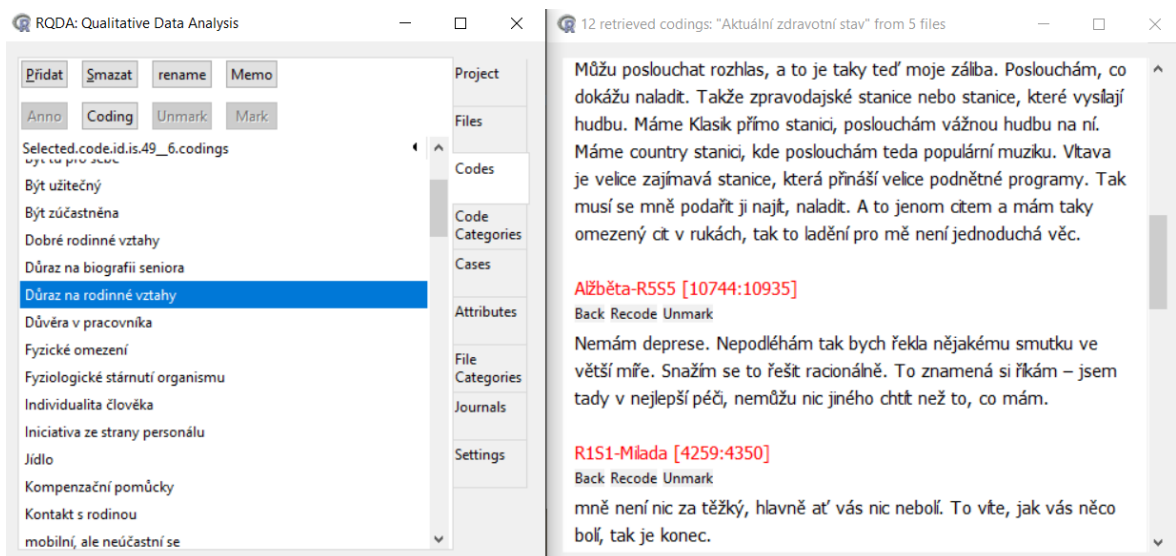 RQDA: Qualitative Data Analysis
Přidat Smazat rename Memo
Anno Coding Unmark Mark
Selected.code.id.is.49__6.codings
Být tu pro sebe
Být užitečný
Být zúčastněna
Dobré rodinné vztahy
Důraz na biografii seniora
Důraz na rodinné vztahy
Důvěra v pracovníka
Fyzické omezení
Fyziologické stárnutí organismu
Individualita člověka
Iniciativa ze strany personálu
Jídlo
Kompenzační pomůcky
Kontakt s rodinou
mobilní, ale neúčastní se
Project
Files
Codes
Code
Categories
Cases
Attributes
File
Categories
Journals
Settings
12 retrieved codings: "Aktuální zdravotní stav" from 5 files
Můžu poslouchat rozhlas, a to je taky teď moje záliba. Poslouchám, co
dokážu naladit. Takže zpravodajské stanice nebo stanice, které vysílají
hudbu. Máme Klasik přímo stanici, poslouchám vážnou hudbu na ní.
Máme country stanici, kde poslouchám teda populární muziku. Vltava
je velice zajímavá stanice, která přináší velice podnětné programy. Tak
musí se mně podařit ji najít, naladit. A to jenom citem a mám taky
omezený cit v rukách, tak to ladění pro mě není jednoduchá věc.
Alžběta-R5S5 [10744:10935]
Back Recode Unmark
Nemám deprese. Nepodléhám tak bych řekla nějakému smutku ve
větší míře. Snažím se to řešit racionálně. To znamená si říkám – jsem
tady v nejlepší péči, nemůžu nic jiného chtít než to, co mám.
R1S1-Milada [4259:4350]
Back Recode Unmark
mně není nic za těžký, hlavně ať vás nic nebolí. To víte, jak vás něco
bolí, tak je konec.